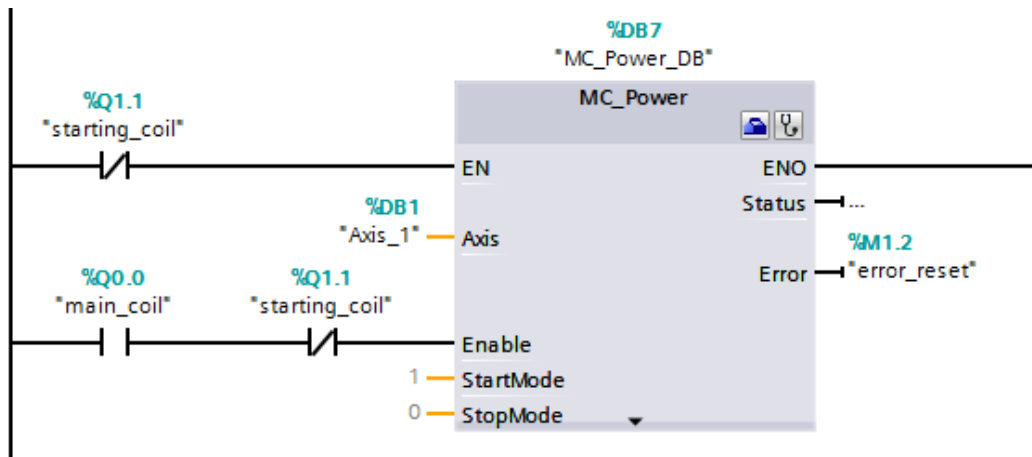 %DB7
"MC_Power_DB"
MC_Power
%Q1.1
"starting_coil"
EN
ENO
Status
...
%DB1
"Axis_1"
Axis
%M1.2
"error_reset"
Error
%Q0.0
"main_coil"
%Q1.1
"starting_coil"
Enable
1
StartMode
0
StopMode